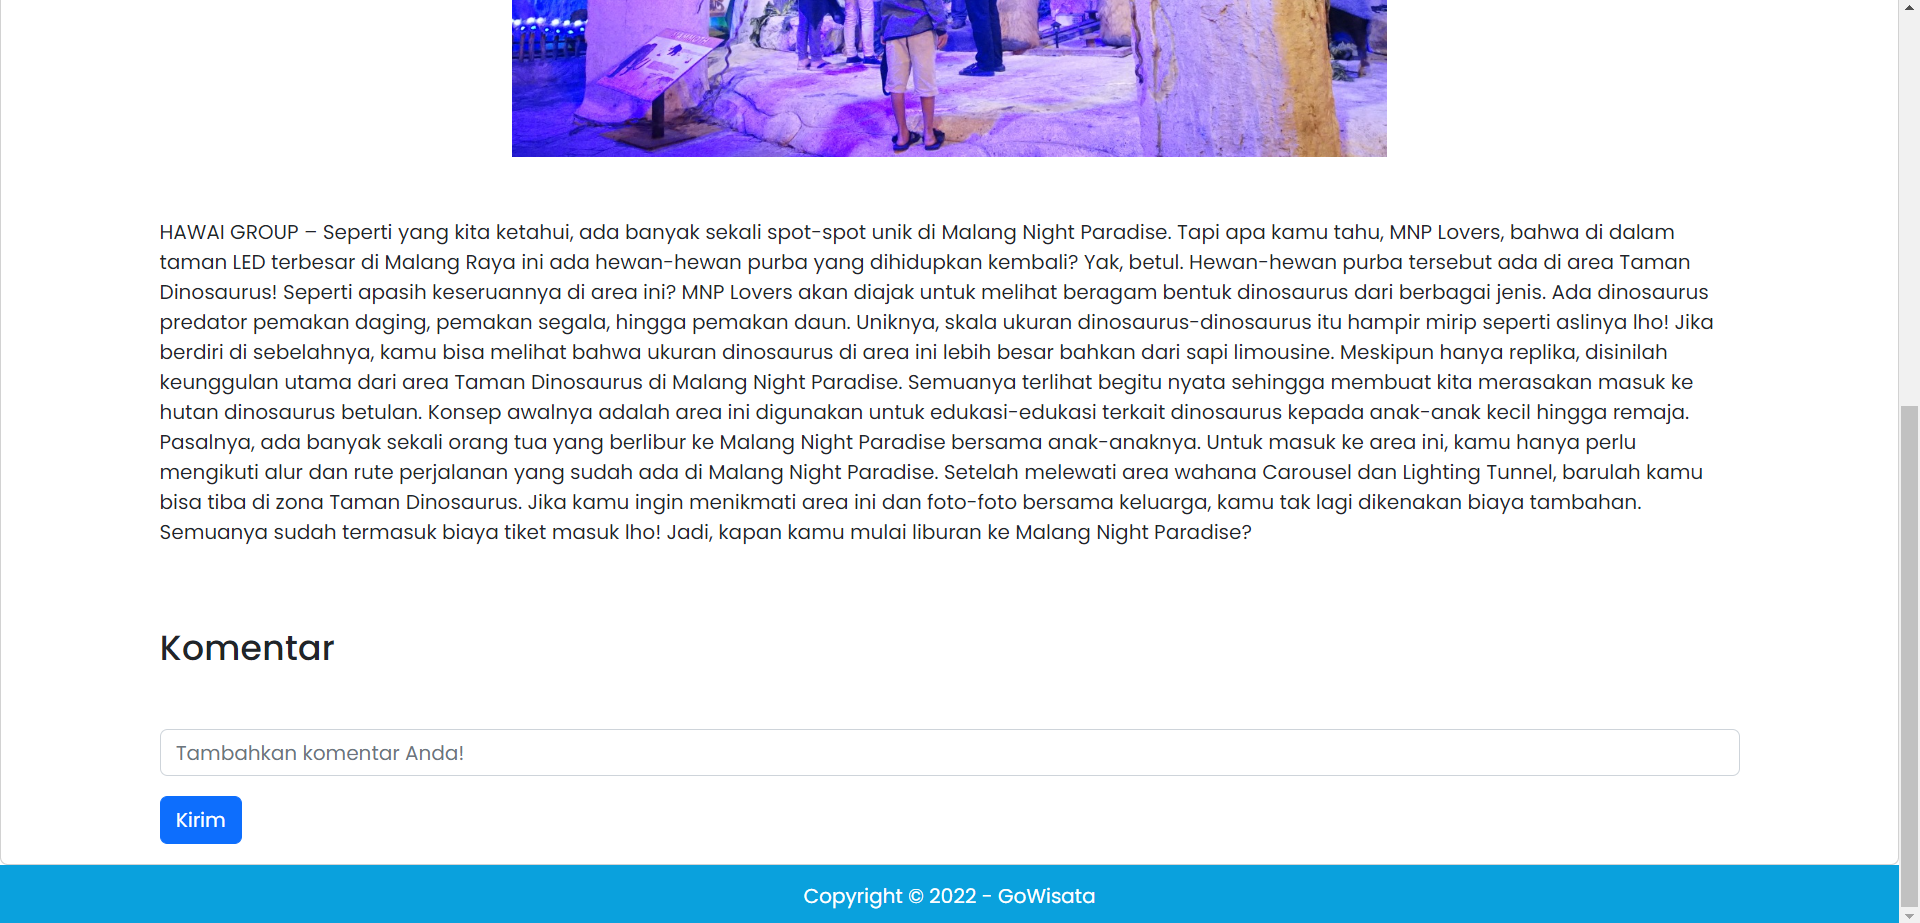 HAWAI GROUP – Seperti yang kita ketahui, ada banyak sekali spot-spot unik di Malang Night Paradise. Tapi apa kamu tahu, MNP Lovers, bahwa di dalam
taman LED terbesar di Malang Raya ini ada hewan-hewan purba yang dihidupkan kembali? Yak, betul. Hewan-hewan purba tersebut ada di area Taman
Dinosaurus! Seperti apasih keseruannya di area ini? MNP Lovers akan diajak untuk melihat beragam bentuk dinosaurus dari berbagai jenis. Ada dinosaurus
predator pemakan daging, pemakan segala, hingga pemakan daun. Uniknya, skala ukuran dinosaurus-dinosaurus itu hampir mirip seperti aslinya lho! Jika
berdiri di sebelahnya, kamu bisa melihat bahwa ukuran dinosaurus di area ini lebih besar bahkan dari sapi limousine. Meskipun hanya replika, disinilah
keunggulan utama dari area Taman Dinosaurus di Malang Night Paradise. Semuanya terlihat begitu nyata sehingga membuat kita merasakan masuk ke
hutan dinosaurus betulan. Konsep awalnya adalah area ini digunakan untuk edukasi-edukasi terkait dinosaurus kepada anak-anak kecil hingga remaja.
Pasalnya, ada banyak sekali orang tua yang berlibur ke Malang Night Paradise bersama anak-anaknya. Untuk masuk ke area ini, kamu hanya perlu
mengikuti alur dan rute perjalanan yang sudah ada di Malang Night Paradise. Setelah melewati area wahana Carousel dan Lighting Tunnel, barulah kamu
bisa tiba di zona Taman Dinosaurus. Jika kamu ingin menikmati area ini dan foto-foto bersama keluarga, kamu tak lagi dikenakan biaya tambahan.
Semuanya sudah termasuk biaya tiket masuk lho! Jadi, kapan kamu mulai liburan ke Malang Night Paradise?
Komentar
Tambahkan komentar Anda!
Kirim
Copyright © 2022 - GoWisata